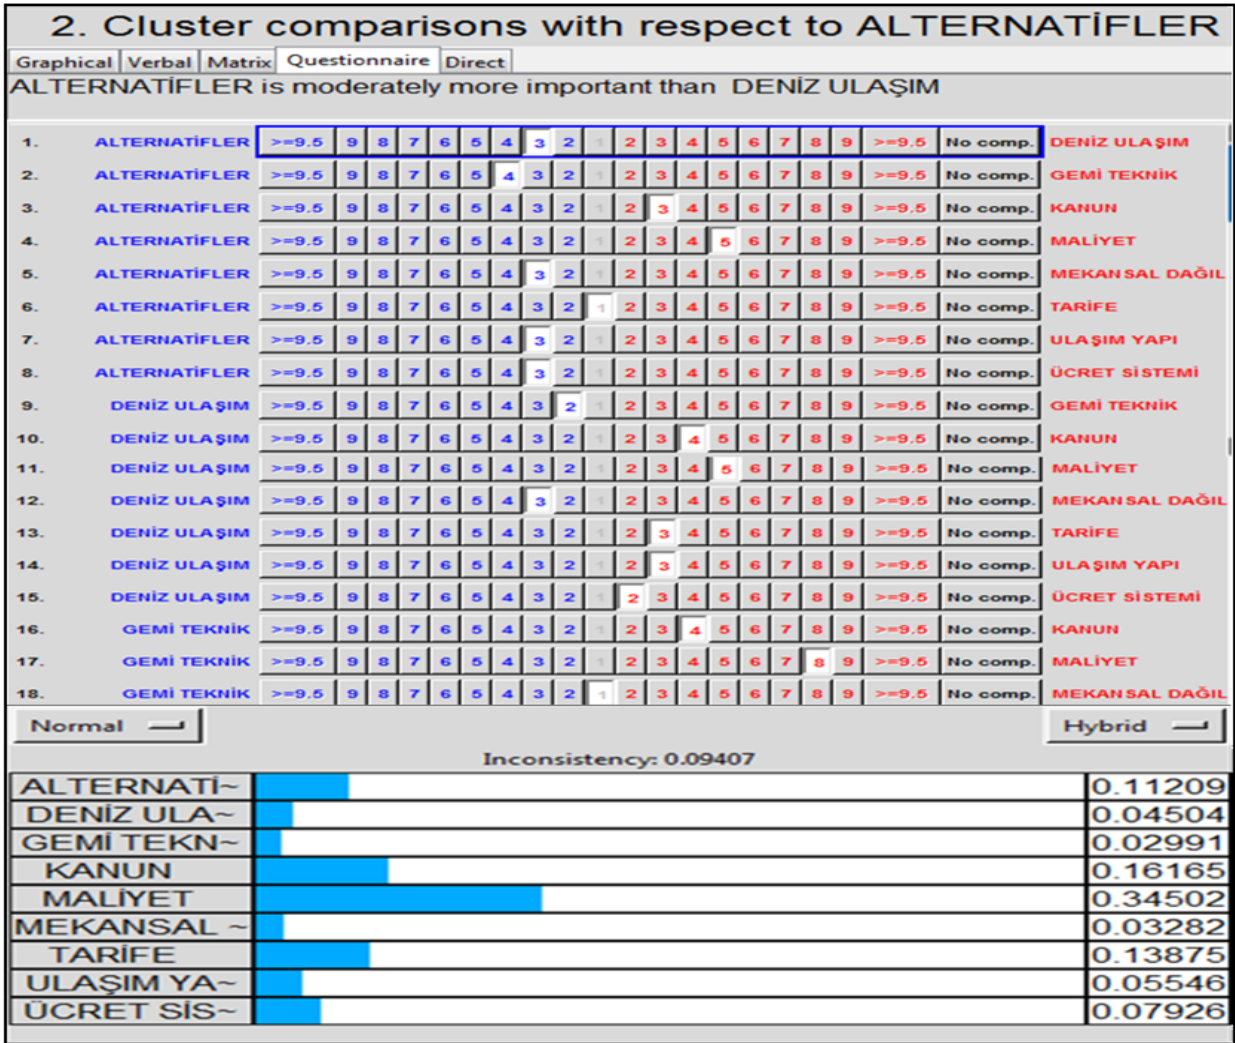 2. Cluster comparisons with respect to ALTERNATİFLER
Graphical Verbal Matrix Questionnaire Direct
ALTERNATİFLER is moderately more important than DENİZ ULAŞIM
1. ALTERNATİFLER >=9.5 9 8 7 6 5 4 3 2 1 2 3 4 5 6 7 8 9 >=9.5 No comp. DENİZ ULAŞIM
2. ALTERNATİFLER >=9.5 9 8 7 6 5 4 3 2 1 2 3 4 5 6 7 8 9 >=9.5 No comp. GEMİ TEKNİK
3. ALTERNATİFLER >=9.5 9 8 7 6 5 4 3 2 1 2 3 4 5 6 7 8 9 >=9.5 No comp. KANUN
4. ALTERNATİFLER >=9.5 9 8 7 6 5 4 3 2 1 2 3 4 5 6 7 8 9 >=9.5 No comp. MALİYET
5. ALTERNATİFLER >=9.5 9 8 7 6 5 4 3 2 1 2 3 4 5 6 7 8 9 >=9.5 No comp. MEKANSAL DAĞIL
6. ALTERNATİFLER >=9.5 9 8 7 6 5 4 3 2 1 2 3 4 5 6 7 8 9 >=9.5 No comp. TARİFE
7. ALTERNATİFLER >=9.5 9 8 7 6 5 4 3 2 1 2 3 4 5 6 7 8 9 >=9.5 No comp. ULAŞIM YAPI
8. ALTERNATİFLER >=9.5 9 8 7 6 5 4 3 2 1 2 3 4 5 6 7 8 9 >=9.5 No comp. ÜCRET SİSTEMİ
9. DENİZ ULAŞIM >=9.5 9 8 7 6 5 4 3 2 1 2 3 4 5 6 7 8 9 >=9.5 No comp. GEMİ TEKNİK
10. DENİZ ULAŞIM >=9.5 9 8 7 6 5 4 3 2 1 2 3 4 5 6 7 8 9 >=9.5 No comp. KANUN
11. DENİZ ULAŞIM >=9.5 9 8 7 6 5 4 3 2 1 2 3 4 5 6 7 8 9 >=9.5 No comp. MALİYET
12. DENİZ ULAŞIM >=9.5 9 8 7 6 5 4 3 2 1 2 3 4 5 6 7 8 9 >=9.5 No comp. MEKANSAL DAĞIL
13. DENİZ ULAŞIM >=9.5 9 8 7 6 5 4 3 2 1 2 3 4 5 6 7 8 9 >=9.5 No comp. TARİFE
14. DENİZ ULAŞIM >=9.5 9 8 7 6 5 4 3 2 1 2 3 4 5 6 7 8 9 >=9.5 No comp. ULAŞIM YAPI
15. DENİZ ULAŞIM >=9.5 9 8 7 6 5 4 3 2 1 2 3 4 5 6 7 8 9 >=9.5 No comp. ÜCRET SİSTEMİ
16. GEMİ TEKNİK >=9.5 9 8 7 6 5 4 3 2 1 2 3 4 5 6 7 8 9 >=9.5 No comp. KANUN
17. GEMİ TEKNİK >=9.5 9 8 7 6 5 4 3 2 1 2 3 4 5 6 7 8 9 >=9.5 No comp. MALİYET
18. GEMİ TEKNİK >=9.5 9 8 7 6 5 4 3 2 1 2 3 4 5 6 7 8 9 >=9.5 No comp. MEKANSAL DAĞIL
Normal Hybrid
Inconsistency: 0.09407
ALTERNATİ~ 0.11209
DENİZ ULA~ 0.04504
GEMİ TEKN~ 0.02991
KANUN 0.16165
MALİYET 0.34502
MEKANSAL ~ 0.03282
TARİFE 0.13875
ULAŞIM YA~ 0.05546
ÜCRET SİS~ 0.07926